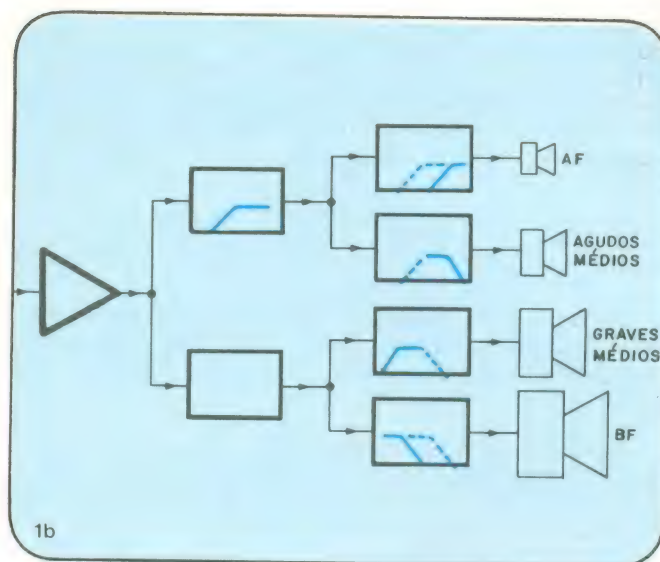 AF
AGUDOS
MÉDIOS
GRAVES
MÉDIOS
BF
1b